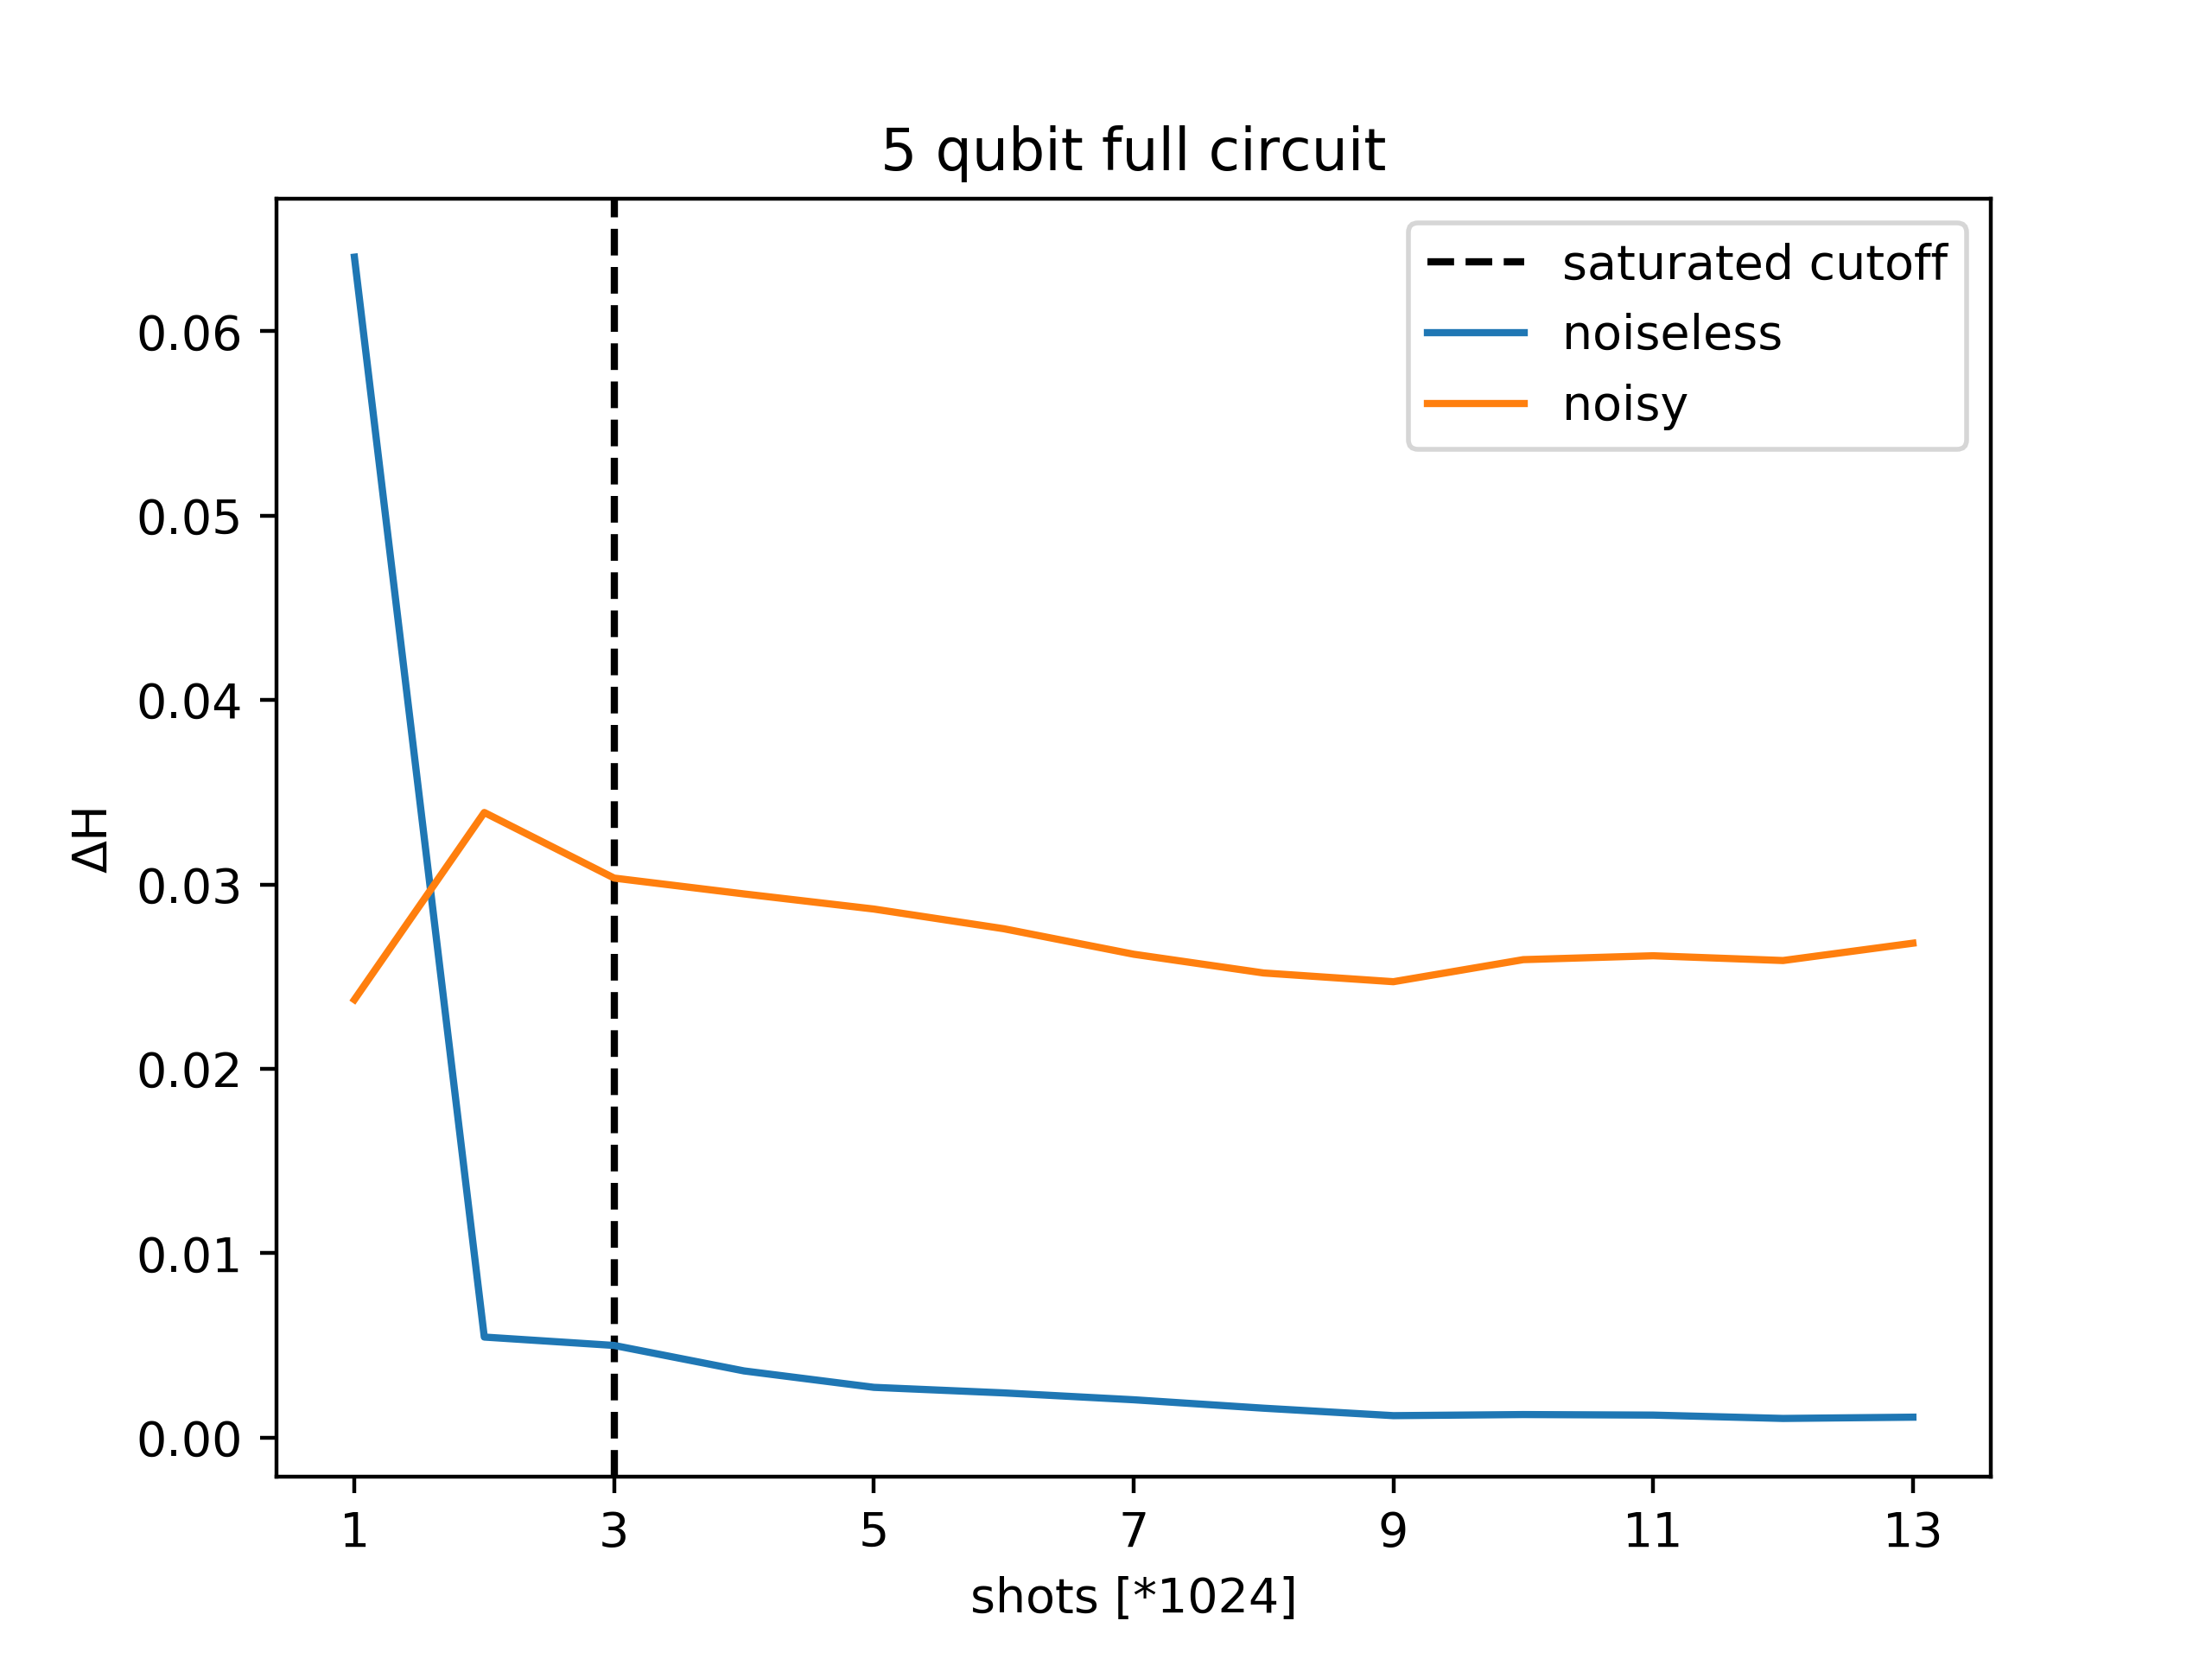 5 qubit full circuit
saturated cutoff
noiseless
noisy
0.06
0.05
0.04
0.03
0.02
0.01
0.00
ΔH
1 3 5 7 9 11 13
shots [*1024]